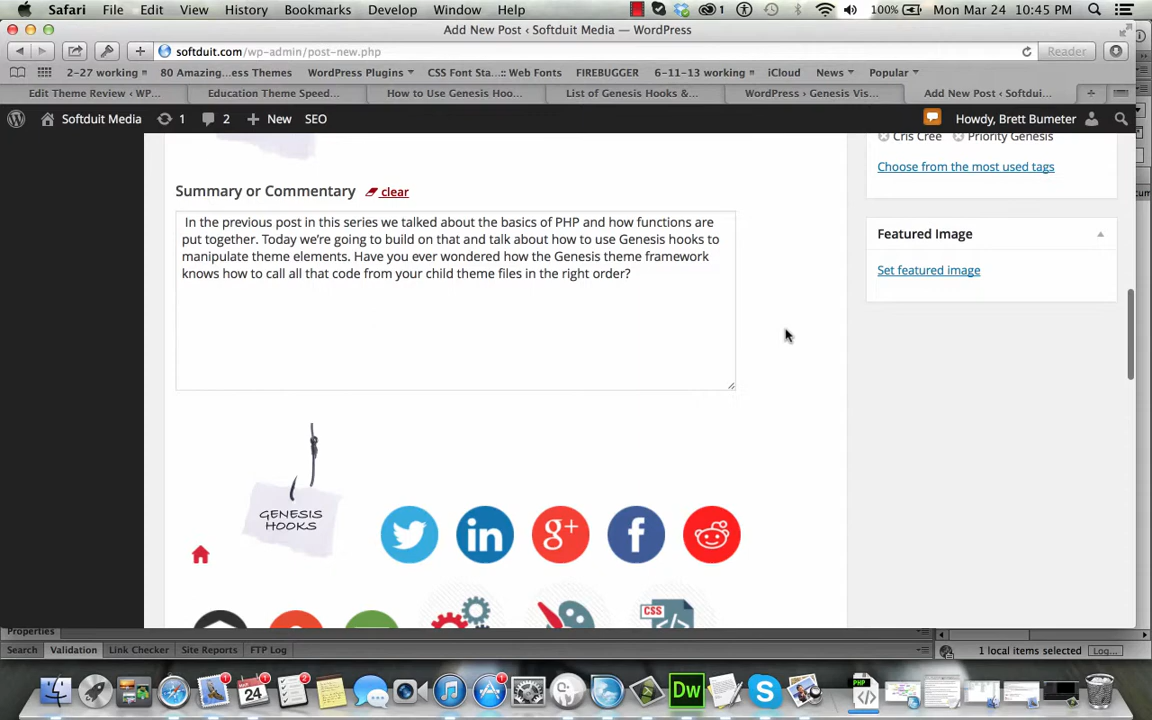 Safari File Edit View History Bookmarks Develop Window Help 1 100% Mon Mar 24 10:45 PM
Add New Post ‹ Softduit Media — WordPress
softduit.com/wp-admin/post-new.php Reader
2-27 working 80 Amazing...ess Themes WordPress Plugins CSS Font Sta...:: Web Fonts FIREBUGGER 6-11-13 working iCloud News Popular
Edit Theme Review ‹ WP... Education Theme Speed... How to Use Genesis Hoo... List of Genesis Hooks &... WordPress › Genesis Vis... Add New Post ‹ Softdui...
Softduit Media 1 2 + New SEO Howdy, Brett Bumeter
Cris Cree Priority Genesis
Choose from the most used tags
Summary or Commentary clear
Featured Image
Set featured image
In the previous post in this series we talked about the basics of PHP and how functions are
put together. Today we're going to build on that and talk about how to use Genesis hooks to
manipulate theme elements. Have you ever wondered how the Genesis theme framework
knows how to call all that code from your child theme files in the right order?
GENESIS
HOOKS
in g+ f
CSS
Properties
Search Validation Link Checker Site Reports FTP Log 1 local items selected Log...
24 Dw PHP